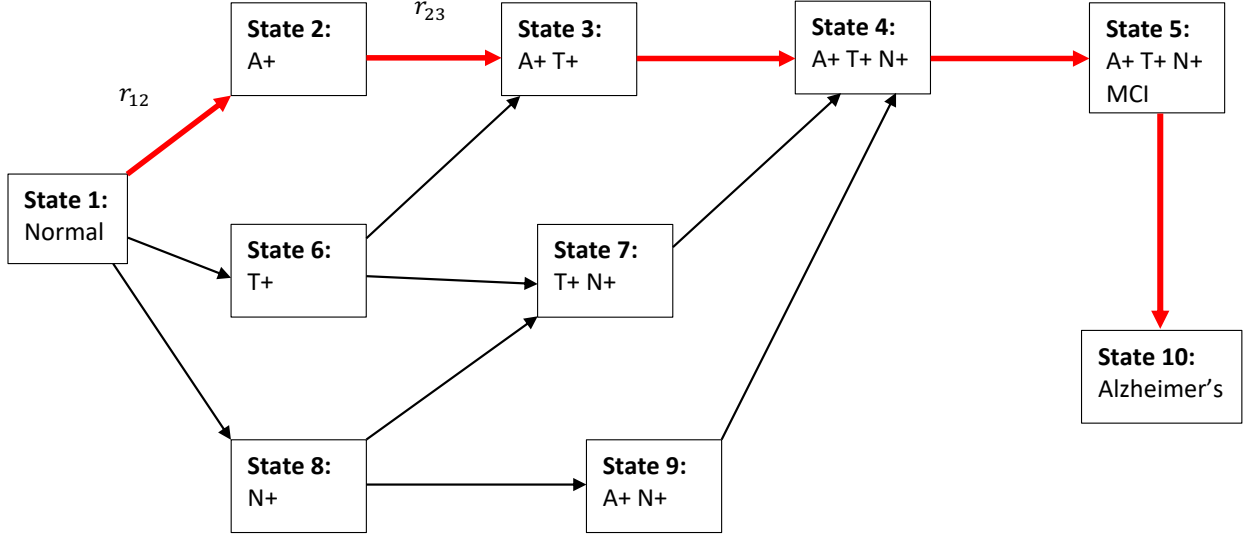 State 2:
A+
r₂₃
State 3:
A+ T+
State 4:
A+ T+ N+
State 5:
A+ T+ N+
MCI
r₁₂
State 1:
Normal
State 6:
T+
State 7:
T+ N+
State 10:
Alzheimer’s
State 8:
N+
State 9:
A+ N+